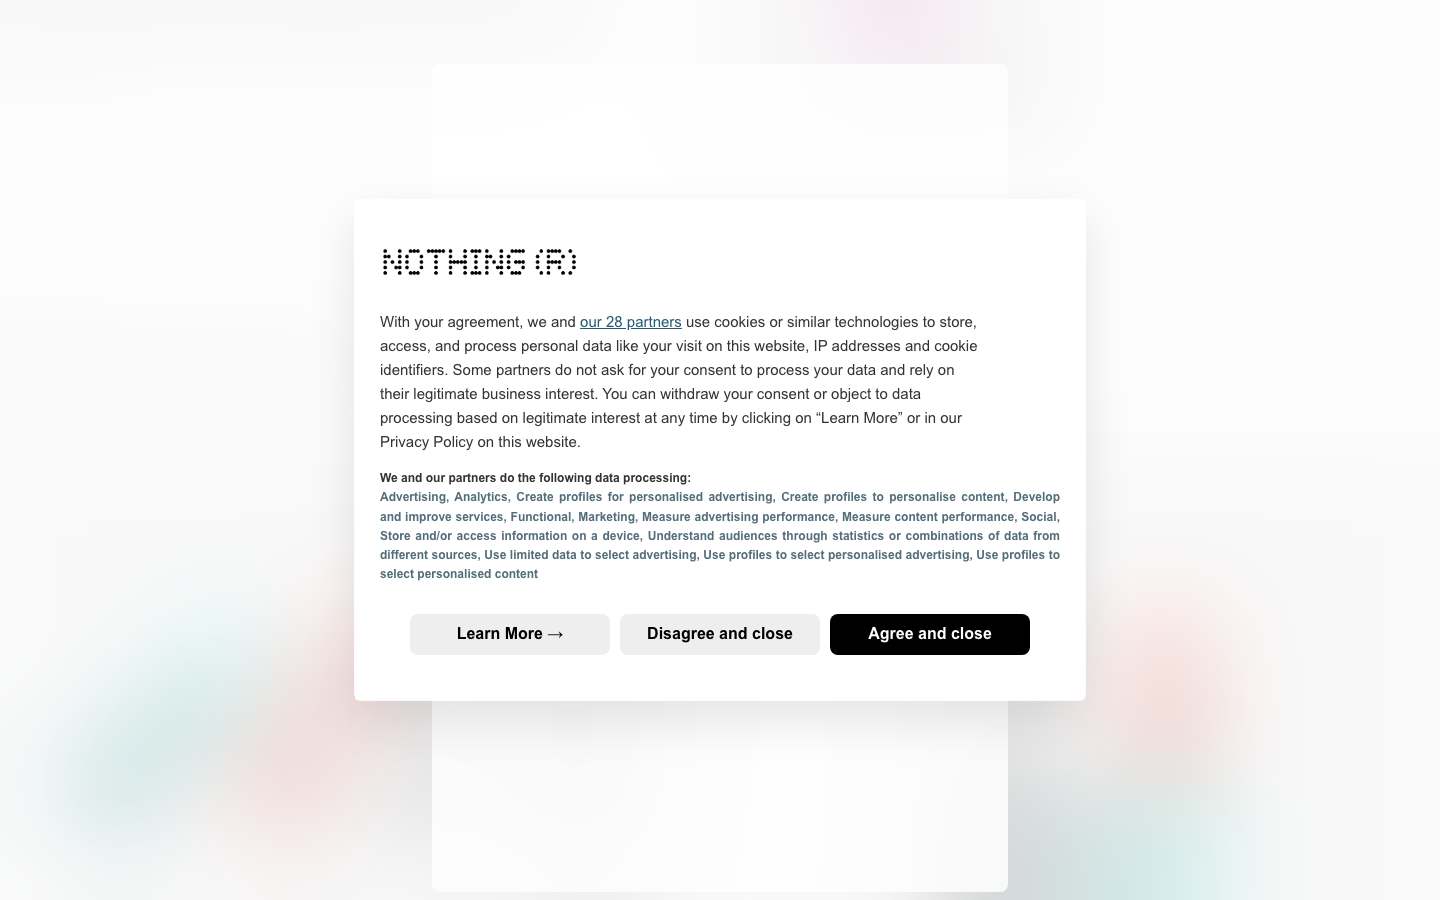 NOTHING (R)
With your agreement, we and our 28 partners use cookies or similar technologies to store,
access, and process personal data like your visit on this website, IP addresses and cookie
identifiers. Some partners do not ask for your consent to process your data and rely on
their legitimate business interest. You can withdraw your consent or object to data
processing based on legitimate interest at any time by clicking on “Learn More” or in our
Privacy Policy on this website.
We and our partners do the following data processing:
Advertising, Analytics, Create profiles for personalised advertising, Create profiles to personalise content, Develop
and improve services, Functional, Marketing, Measure advertising performance, Measure content performance, Social,
Store and/or access information on a device, Understand audiences through statistics or combinations of data from
different sources, Use limited data to select advertising, Use profiles to select personalised advertising, Use profiles to
select personalised content
Learn More → Disagree and close Agree and close